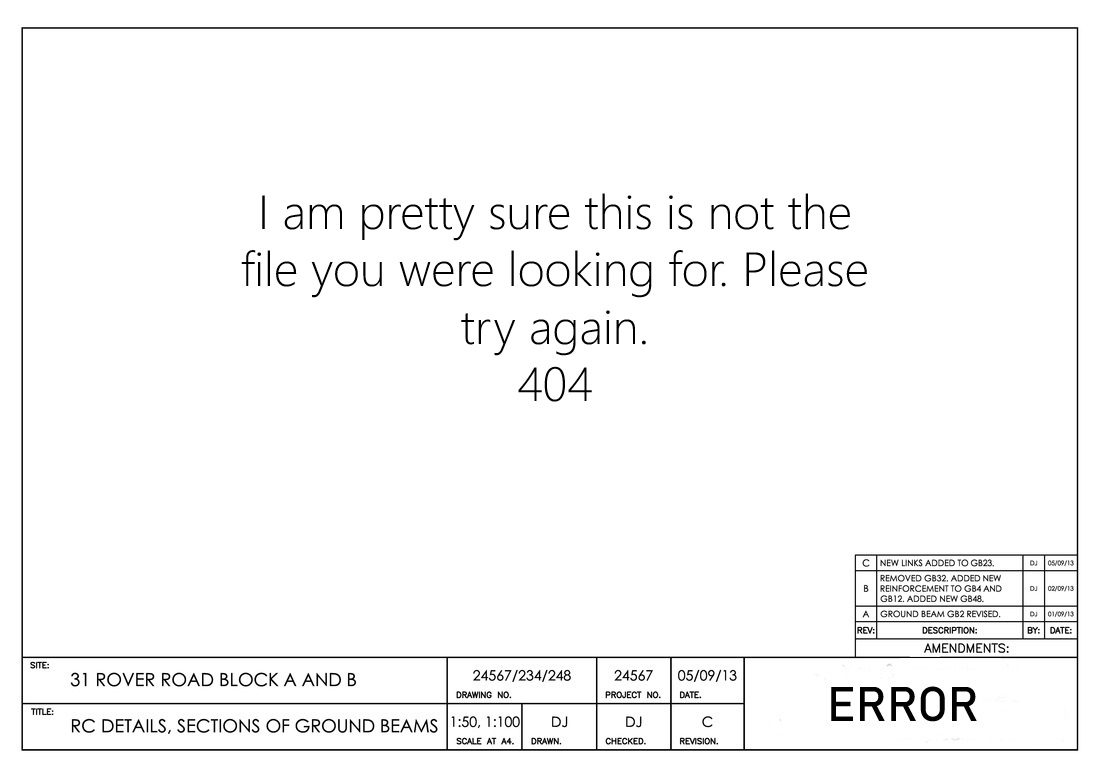 I am pretty sure this is not the
file you were looking for. Please
try again.
404
C NEW LINKS ADDED TO GB23. DJ 05/09/13
B REMOVED GB32. ADDED NEW
REINFORCEMENT TO GB4 AND
GB12. ADDED NEW GB48. DJ 02/09/13
A GROUND BEAM GB2 REVISED. DJ 01/09/13
REV: DESCRIPTION: BY: DATE:
AMENDMENTS:
SITE:
31 ROVER ROAD BLOCK A AND B
24567/234/248
DRAWING NO.
24567
PROJECT NO.
05/09/13
DATE.
TITLE:
RC DETAILS, SECTIONS OF GROUND BEAMS
1:50, 1:100
SCALE AT A4.
DJ
DRAWN.
DJ
CHECKED.
C
REVISION.
ERROR